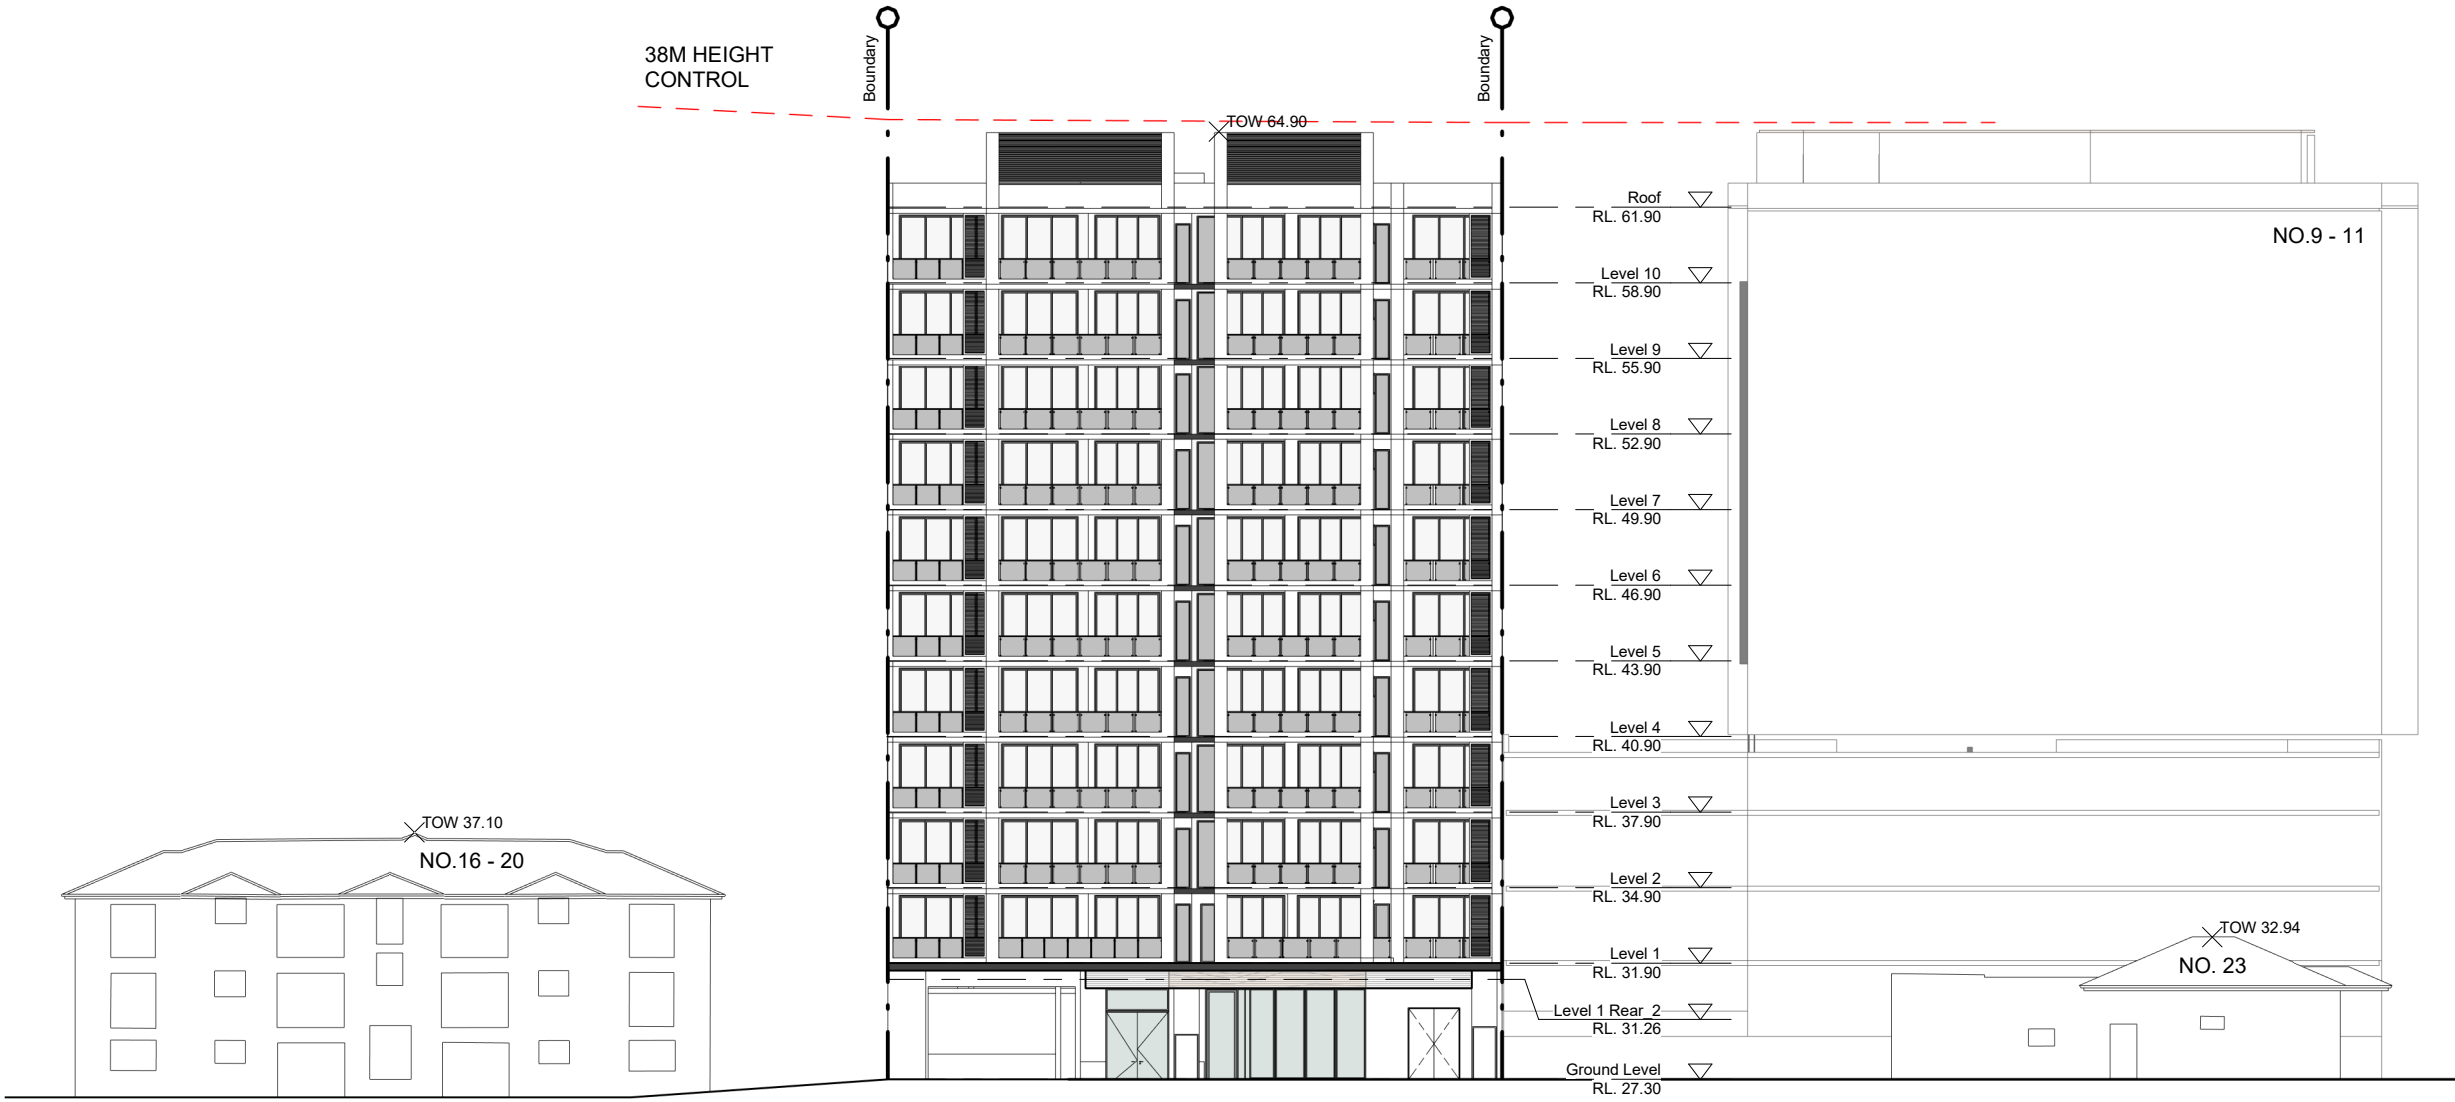 38M HEIGHT
CONTROL
Boundary
Boundary
TOW 64.90
Roof
RL. 61.90
NO.9 - 11
Level 10
RL. 58.90
Level 9
RL. 55.90
Level 8
RL. 52.90
Level 7
RL. 49.90
Level 6
RL. 46.90
Level 5
RL. 43.90
Level 4
RL. 40.90
Level 3
RL. 37.90
TOW 37.10
NO.16 - 20
Level 2
RL. 34.90
TOW 32.94
NO. 23
Level 1
RL. 31.90
Level 1 Rear_2
RL. 31.26
Ground Level
RL. 27.30